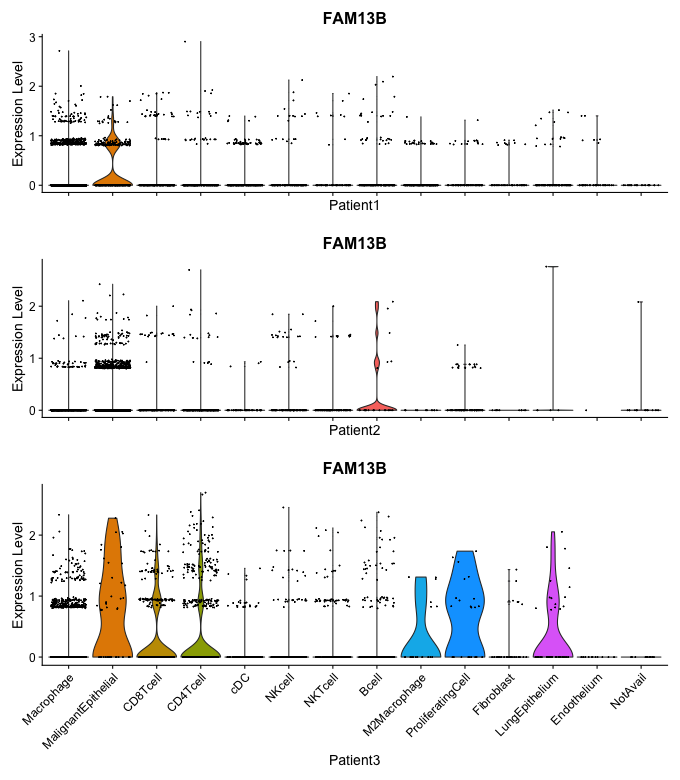 FAM13B
Expression Level
3
2
1
0
Patient1
FAM13B
Expression Level
2
1
0
Patient2
FAM13B
Expression Level
2
1
0
Macrophage
MalignantEpithelial
CD8Tcell
CD4Tcell
cDC
NKcell
NKTcell
Bcell
M2Macrophage
ProliferatingCell
Fibroblast
LungEpithelium
Endothelium
NotAvail
Patient3